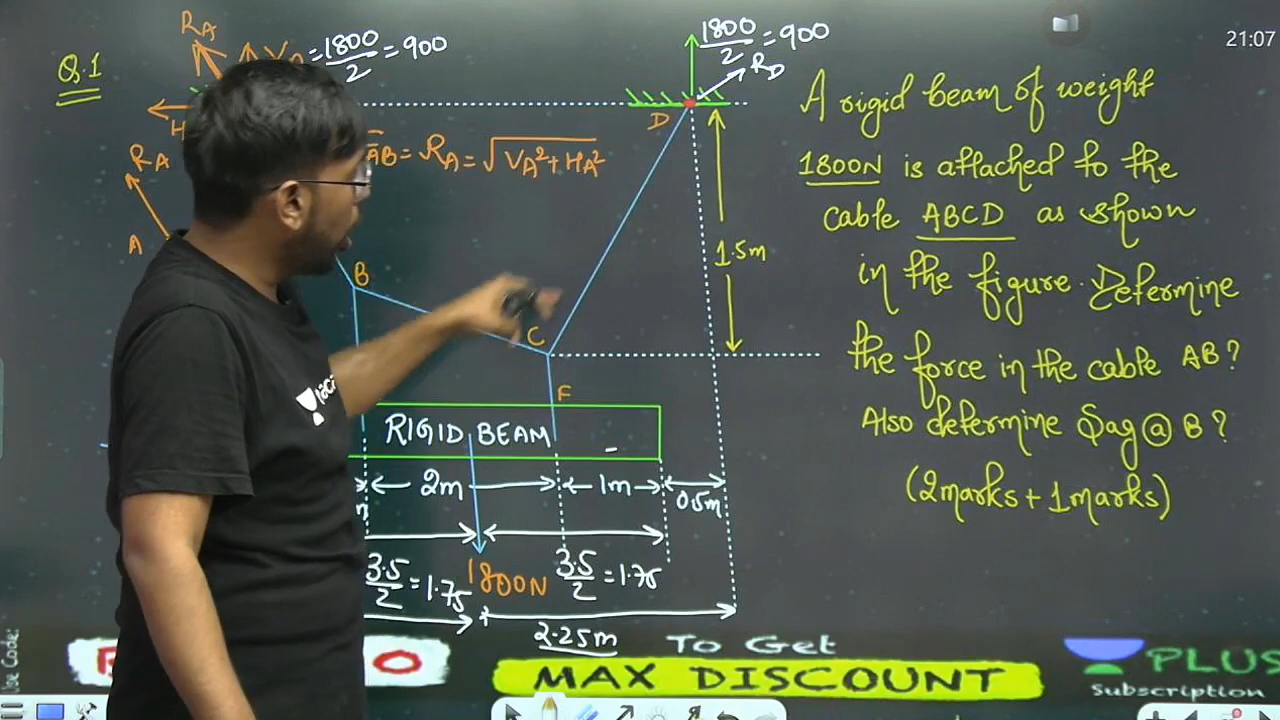 21:07
Q.1
RA
= 1800/2 = 900
1800/2 = 900
RD
D
H
AB = RA = √VA² + HA²
RA
A
B
C
F
1.5m
A rigid beam of weight
1800N is attached to the
cable ABCD as shown
in the figure. Determine
the force in the cable AB?
Also determine Sag @ B?
(2marks + 1marks)
RIGID BEAM
2m
1m
0.5m
3.5/2 = 1.75
1800N
3.5/2 = 1.75
2.25m
To Get
MAX DISCOUNT
PLUS
Subscription
Use Code: